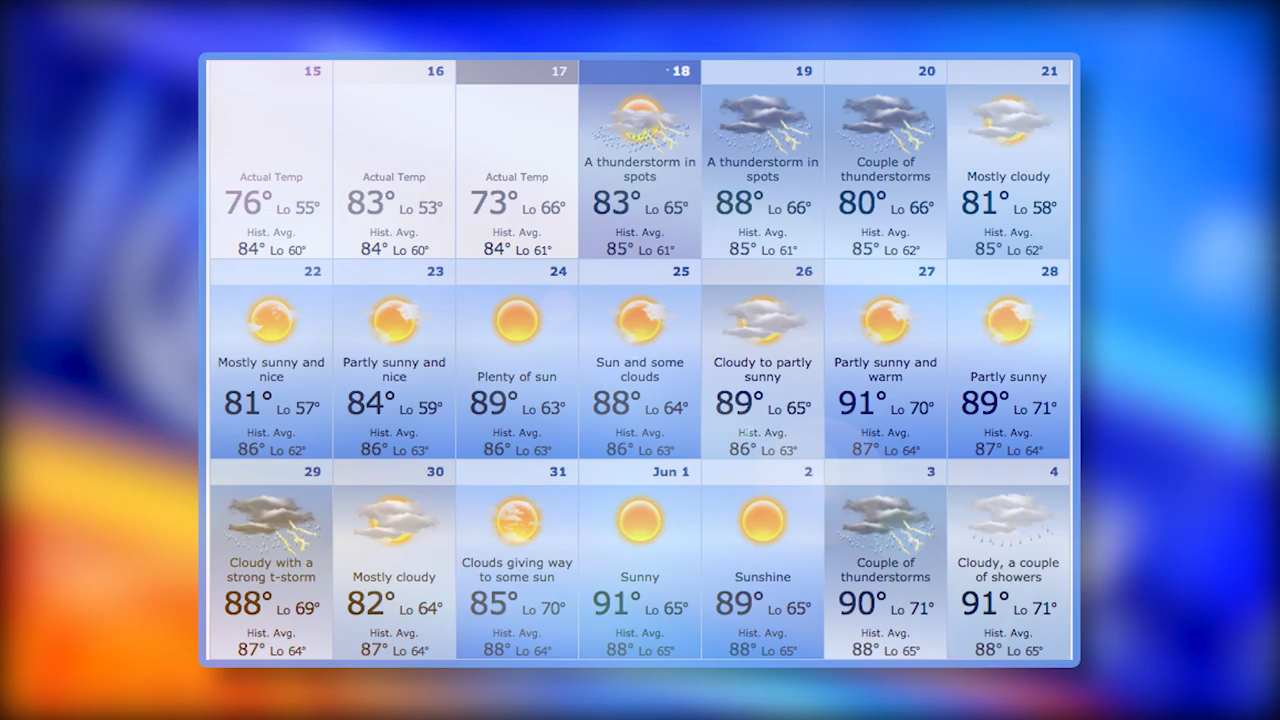 15 16 17 18 19 20 21
A thunderstorm in spots
A thunderstorm in spots
Couple of thunderstorms
Actual Temp Actual Temp Actual Temp Mostly cloudy
76° Lo 55° 83° Lo 53° 73° Lo 66° 83° Lo 65° 88° Lo 66° 80° Lo 66° 81° Lo 58°
Hist. Avg. Hist. Avg. Hist. Avg. Hist. Avg. Hist. Avg. Hist. Avg. Hist. Avg.
84° Lo 60° 84° Lo 60° 84° Lo 61° 85° Lo 61° 85° Lo 61° 85° Lo 62° 85° Lo 62°
22 23 24 25 26 27 28
Mostly sunny and nice
Partly sunny and nice
Plenty of sun
Sun and some clouds
Cloudy to partly sunny
Partly sunny and warm
Partly sunny
81° Lo 57° 84° Lo 59° 89° Lo 63° 88° Lo 64° 89° Lo 65° 91° Lo 70° 89° Lo 71°
Hist. Avg. Hist. Avg. Hist. Avg. Hist. Avg. Hist. Avg. Hist. Avg. Hist. Avg.
86° Lo 62° 86° Lo 63° 86° Lo 63° 86° Lo 63° 86° Lo 63° 87° Lo 64° 87° Lo 64°
29 30 31 Jun 1 2 3 4
Cloudy with a strong t-storm
Mostly cloudy
Clouds giving way to some sun
Sunny
Sunshine
Couple of thunderstorms
Cloudy, a couple of showers
88° Lo 69° 82° Lo 64° 85° Lo 70° 91° Lo 65° 89° Lo 65° 90° Lo 71° 91° Lo 71°
Hist. Avg. Hist. Avg. Hist. Avg. Hist. Avg. Hist. Avg. Hist. Avg. Hist. Avg.
87° Lo 64° 87° Lo 64° 88° Lo 64° 88° Lo 65° 88° Lo 65° 88° Lo 65° 88° Lo 65°